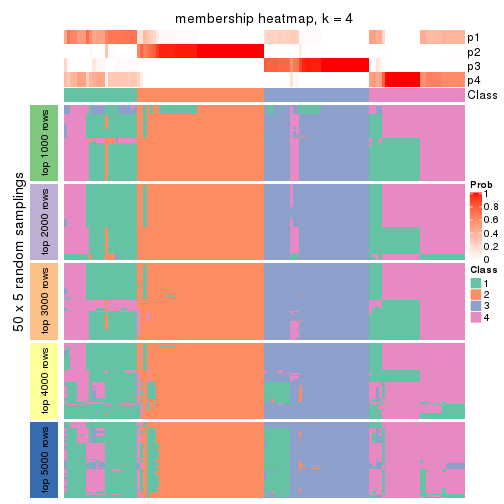 membership heatmap, k = 4
p1
p2
p3
p4
Class
50 x 5 random samplings
top 1000 rows
top 2000 rows
top 3000 rows
top 4000 rows
top 5000 rows
Prob
1
0.8
0.6
0.4
0.2
0
Class
1
2
3
4